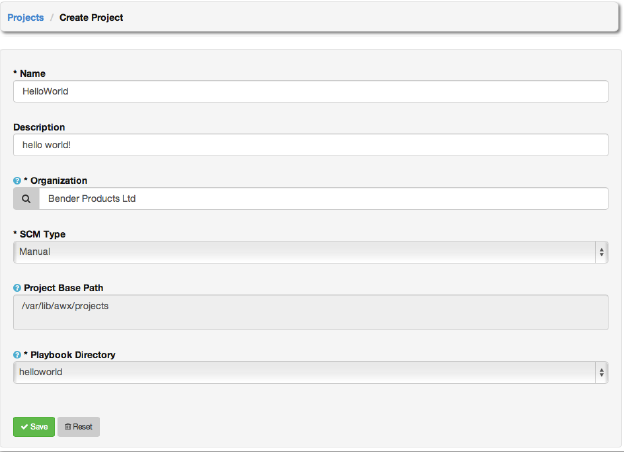 Projects / Create Project
* Name
HelloWorld
Description
hello world!
* Organization
Bender Products Ltd
* SCM Type
Manual
Project Base Path
/var/lib/awx/projects
* Playbook Directory
helloworld
Save Reset